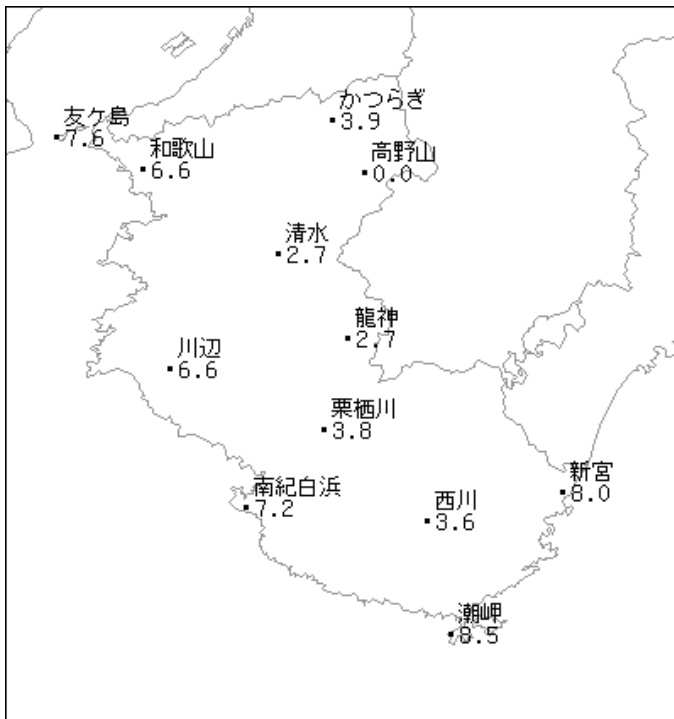 かつらぎ
3.9
友ケ島
7.6
和歌山
6.6
高野山
0.0
清水
2.7
龍神
2.7
川辺
6.6
栗栖川
3.8
新宮
8.0
南紀白浜
7.2
西川
3.6
潮岬
8.5